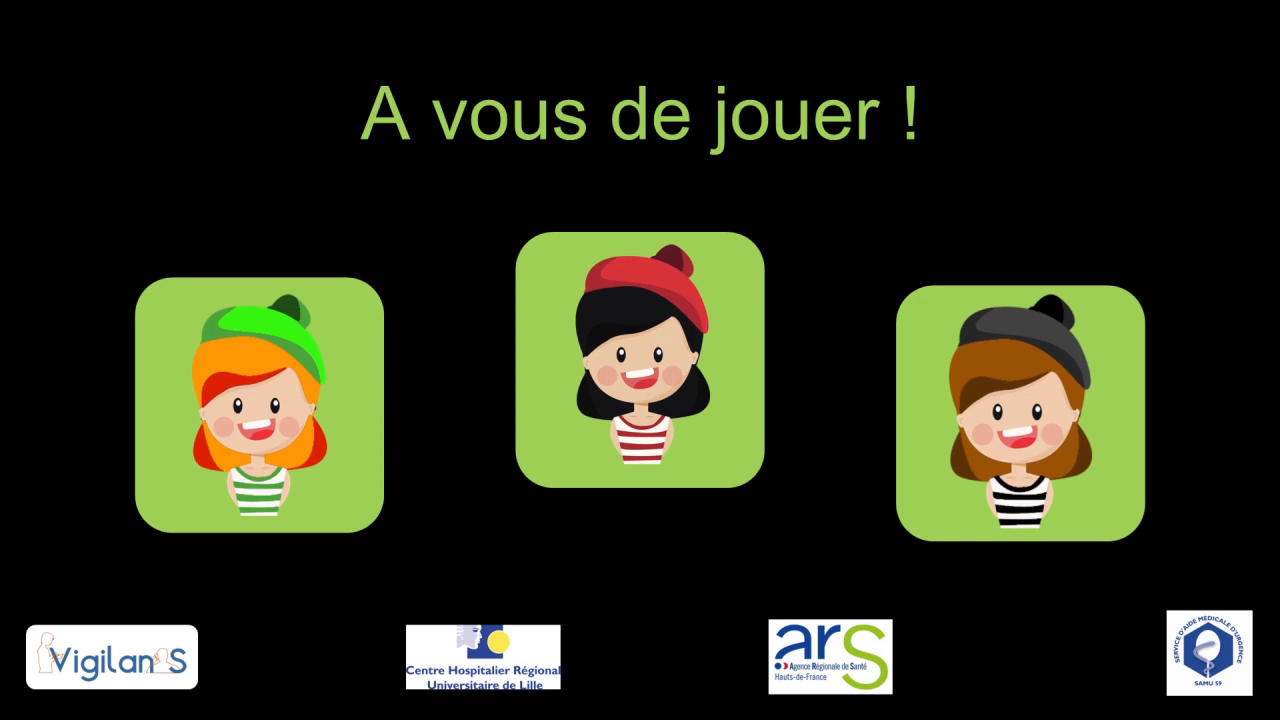 A vous de jouer !
VigilanS
Centre Hospitalier Régional
Universitaire de Lille
ars
Agence Régionale de Santé
Hauts-de-France
SERVICE D'AIDE MEDICALE D'URGENCE
SAMU 59